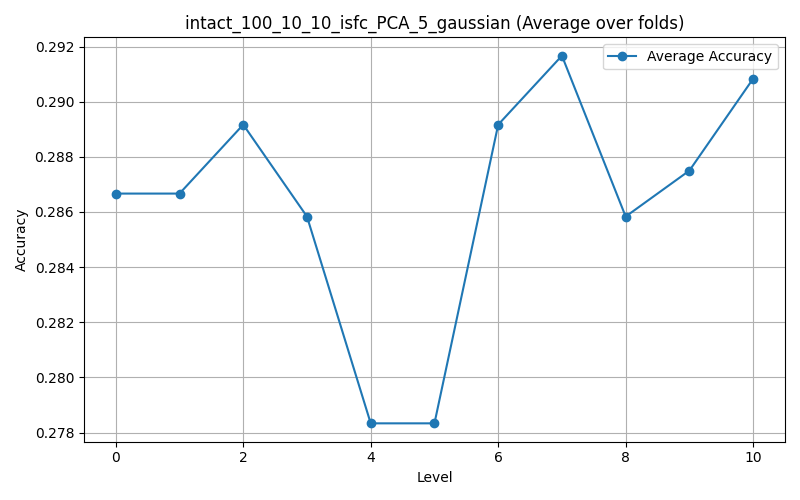 intact_100_10_10_isfc_PCA_5_gaussian (Average over folds)
Average Accuracy
Accuracy
0.292
0.290
0.288
0.286
0.284
0.282
0.280
0.278
0 2 4 6 8 10
Level